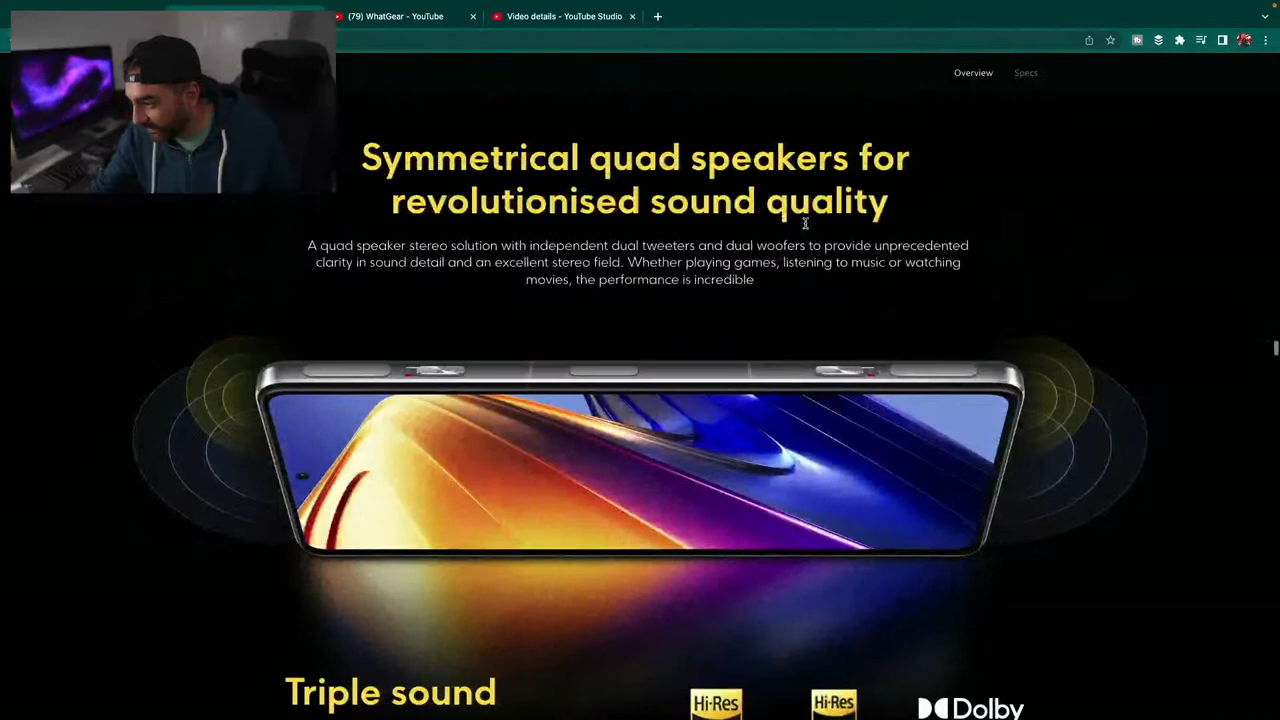 (79) WhatGear - YouTube
Video details - YouTube Studio
Overview
Specs
Symmetrical quad speakers for
revolutionised sound quality
A quad speaker stereo solution with independent dual tweeters and dual woofers to provide unprecedented
clarity in sound detail and an excellent stereo field. Whether playing games, listening to music or watching
movies, the performance is incredible
Triple sound
Hi-Res
Hi-Res
Dolby